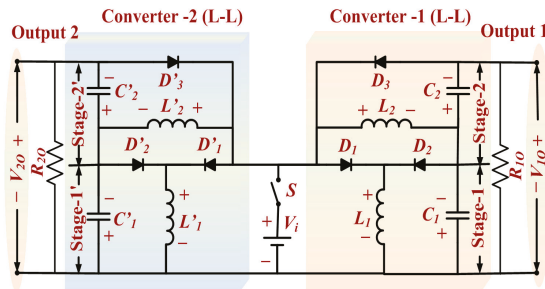 Converter -2 (L-L)
Converter -1 (L-L)
Output 2
Output 1
D'3
D3
C'2
L'2
L2
C2
Stage-2'
Stage-2
D'2
D'1
D1
D2
– V2O +
R2O
R1O
– V1O +
S
Vi
Stage-1'
Stage-1
C'1
L'1
L1
C1